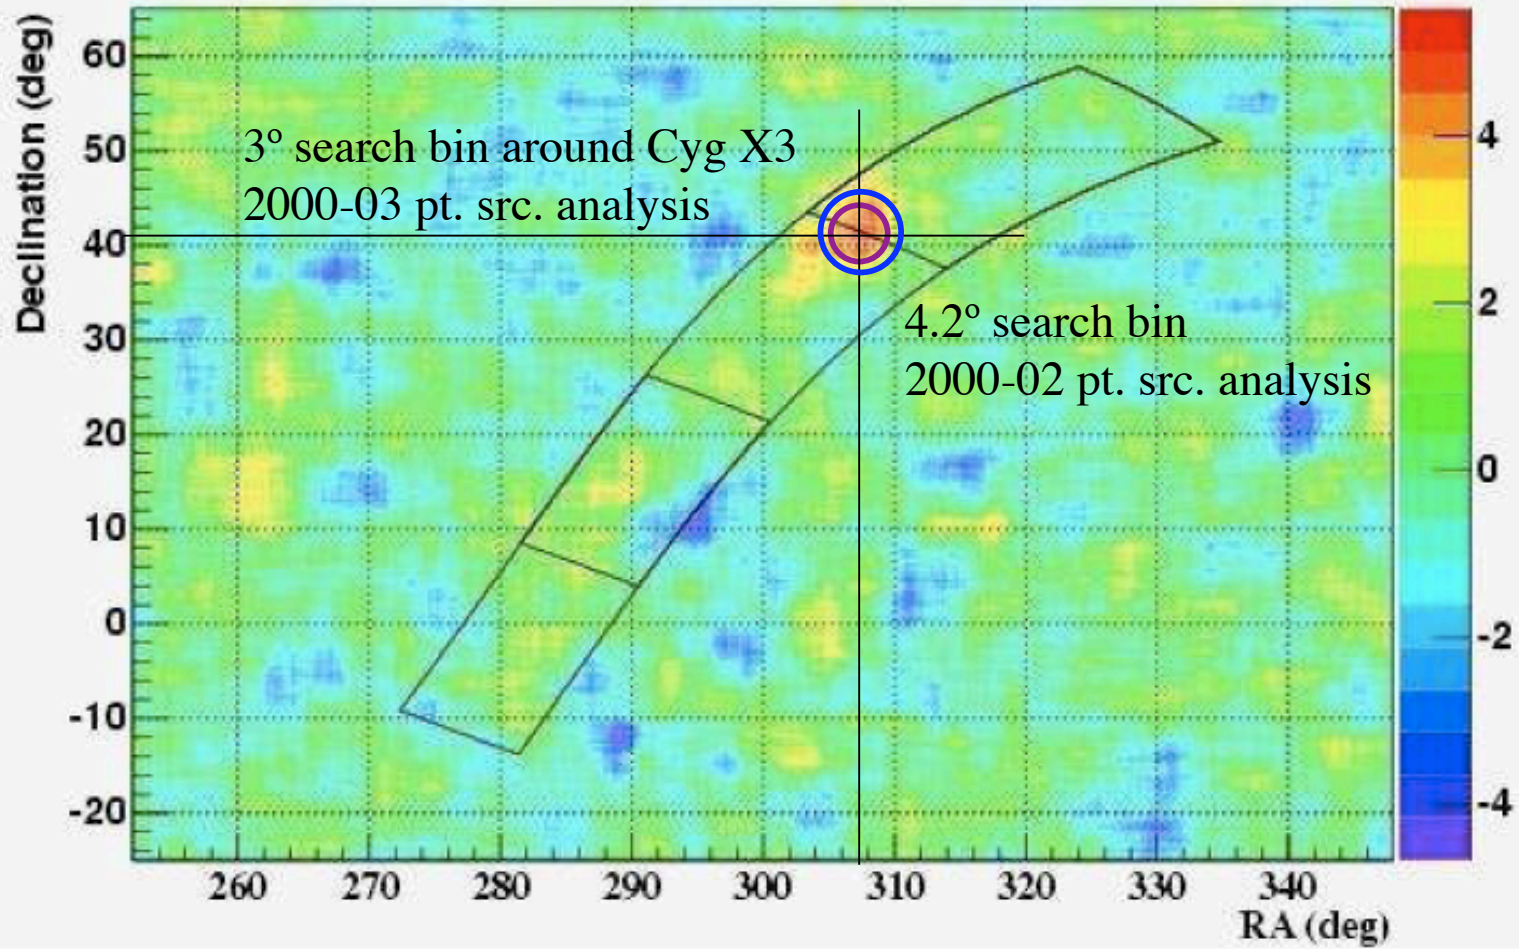 Declination (deg)
60
50
40
30
20
10
0
-10
-20
3º search bin around Cyg X3
2000-03 pt. src. analysis
4.2º search bin
2000-02 pt. src. analysis
4
2
0
-2
-4
260 270 280 290 300 310 320 330 340
RA (deg)